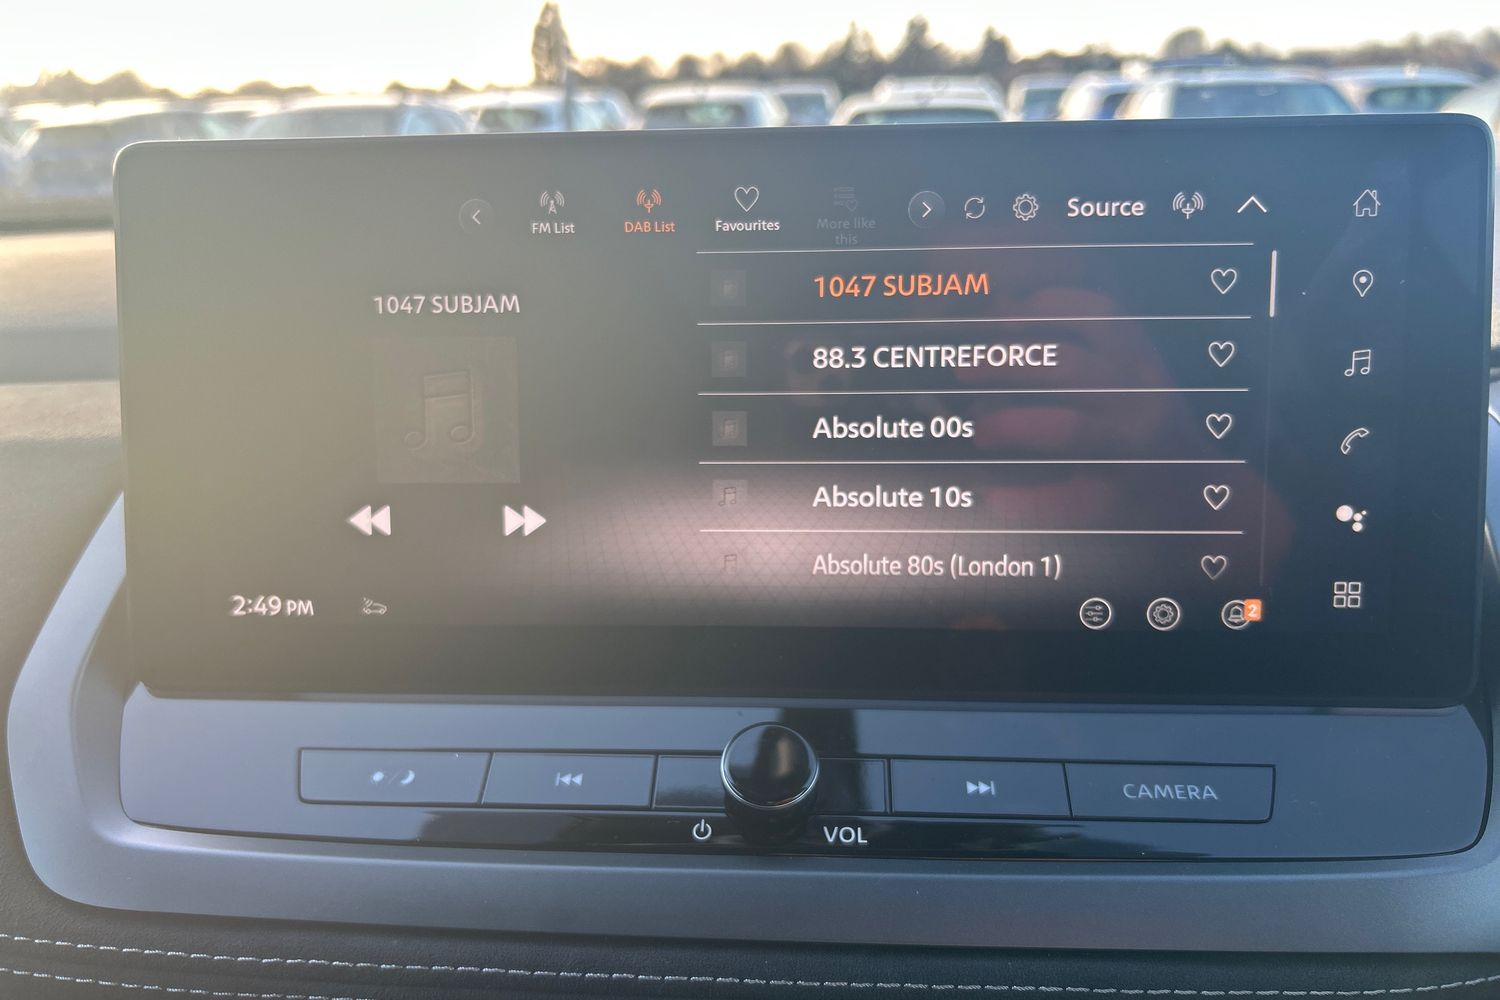 FM List
DAB List
Favourites
More like
this
Source
1047 SUBJAM
1047 SUBJAM
88.3 CENTREFORCE
Absolute 00s
Absolute 10s
Absolute 80s (London 1)
2:49 PM
2
CAMERA
VOL